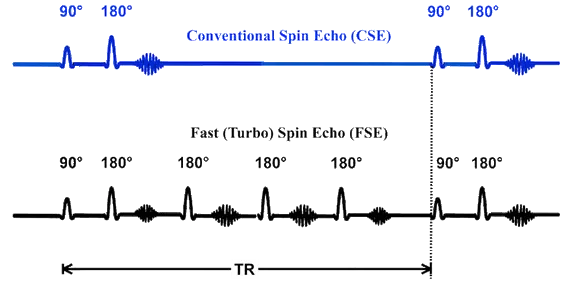 90° 180° 90° 180°
Conventional Spin Echo (CSE)
Fast (Turbo) Spin Echo (FSE)
90° 180° 180° 180° 180° 90° 180°
TR